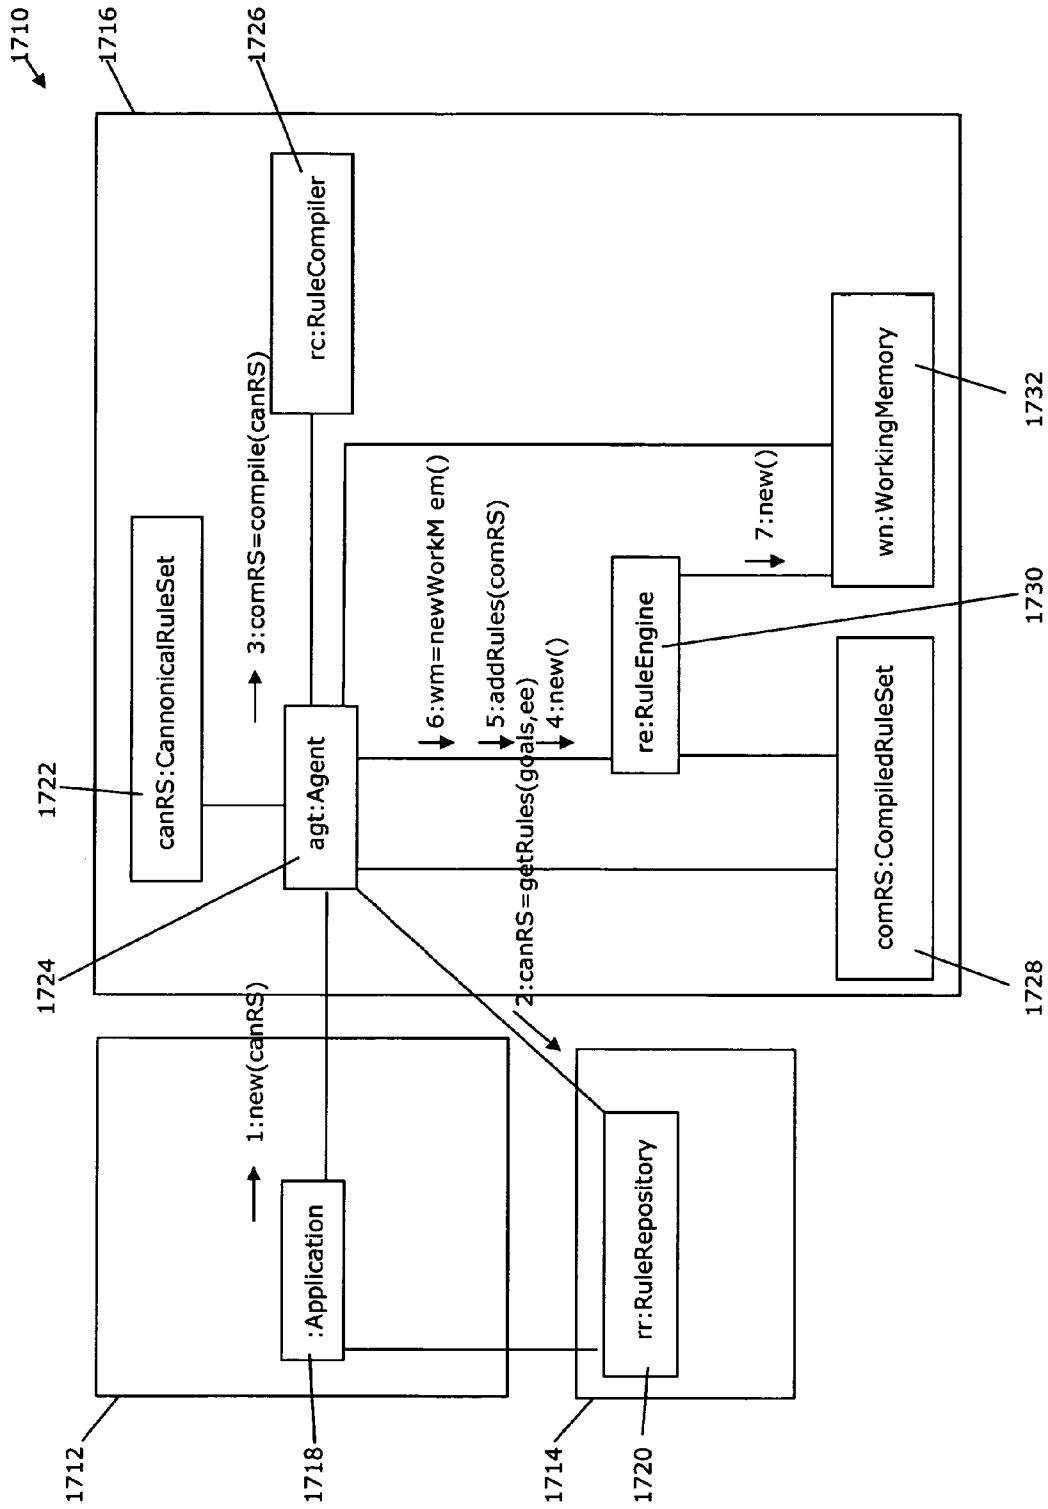 1710
1716
1726
1722
1724
canRS:CannonicalRuleSet
3:comRS=compile(canRS)
rc:RuleCompiler
agt:Agent
1:new(canRS)
:Application
1712
1718
6:wm=newWorkM em()
5:addRules(comRS)
2:canRS=getRules(goals,ee)
4:new()
re:RuleEngine
7:new()
rr:RuleRepository
1714
1720
comRS:CompiledRuleSet
wn:WorkingMemory
1728
1730
1732